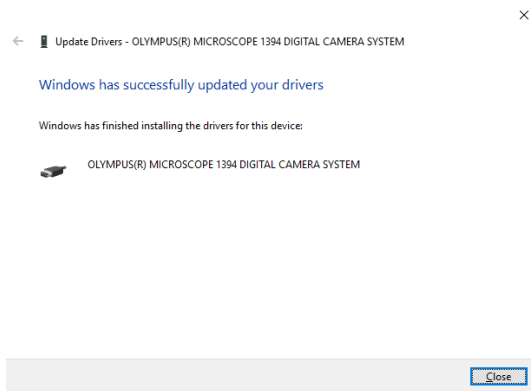 Update Drivers - OLYMPUS(R) MICROSCOPE 1394 DIGITAL CAMERA SYSTEM
Windows has successfully updated your drivers
Windows has finished installing the drivers for this device:
OLYMPUS(R) MICROSCOPE 1394 DIGITAL CAMERA SYSTEM
Close